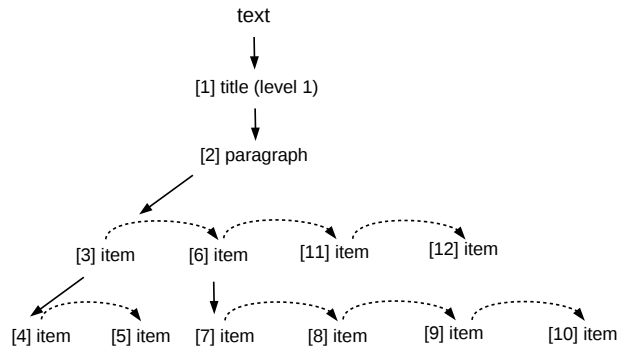 text
[1] title (level 1)
[2] paragraph
[3] item [6] item [11] item [12] item
[4] item [5] item [7] item [8] item [9] item [10] item